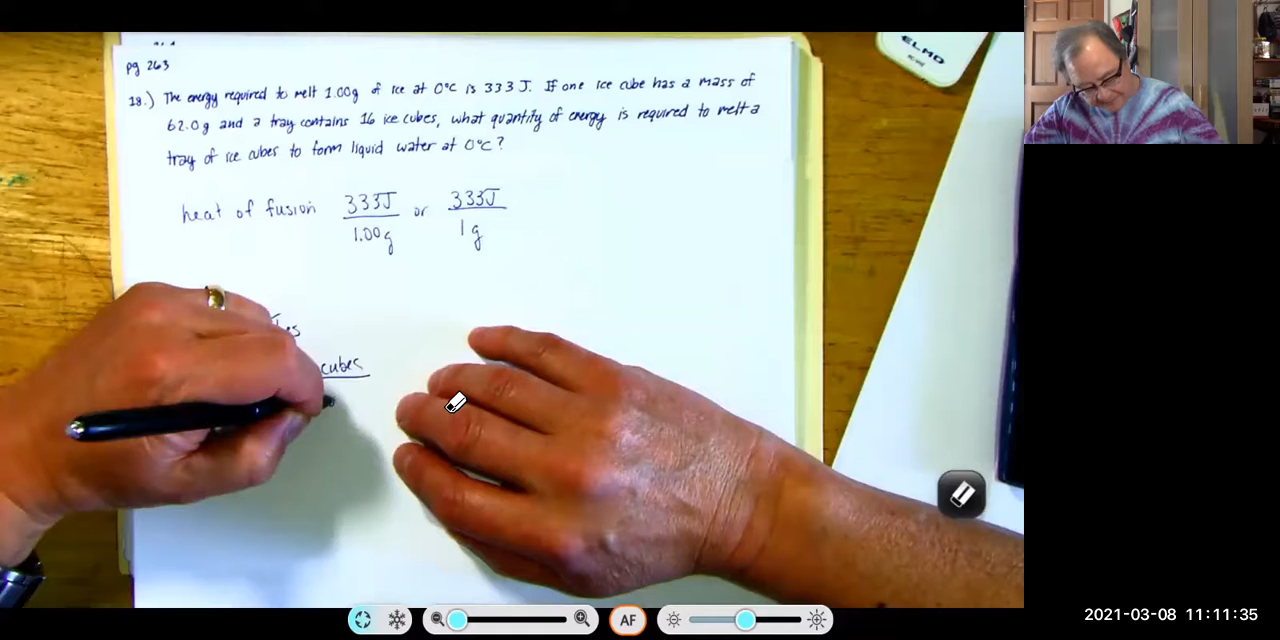 pg 263
18.) The energy required to melt 1.00g of ice at 0°C is 333 J. If one ice cube has a mass of
62.0g and a tray contains 16 ice cubes, what quantity of energy is required to melt a
tray of ice cubes to form liquid water at 0°C?
heat of fusion 333J/1.00g or 333J/1g
cubes
ELMO
AF
2021-03-08 11:11:35